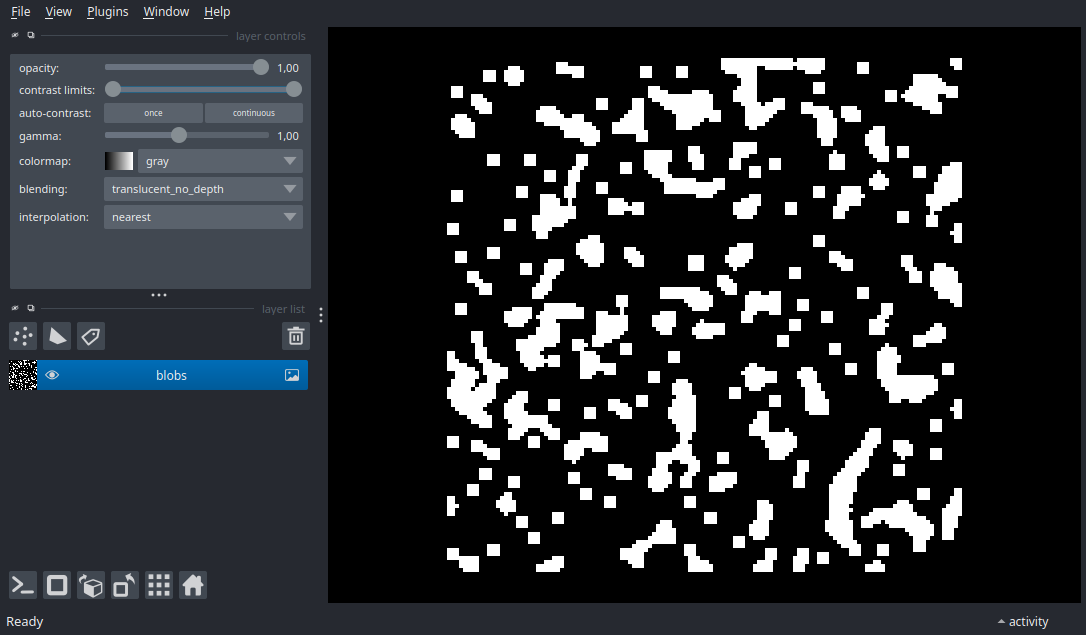 File View Plugins Window Help
layer controls
opacity: 1,00
contrast limits:
auto-contrast: once continuous
gamma: 1,00
colormap: gray
blending: translucent_no_depth
interpolation: nearest
layer list
blobs
Ready activity